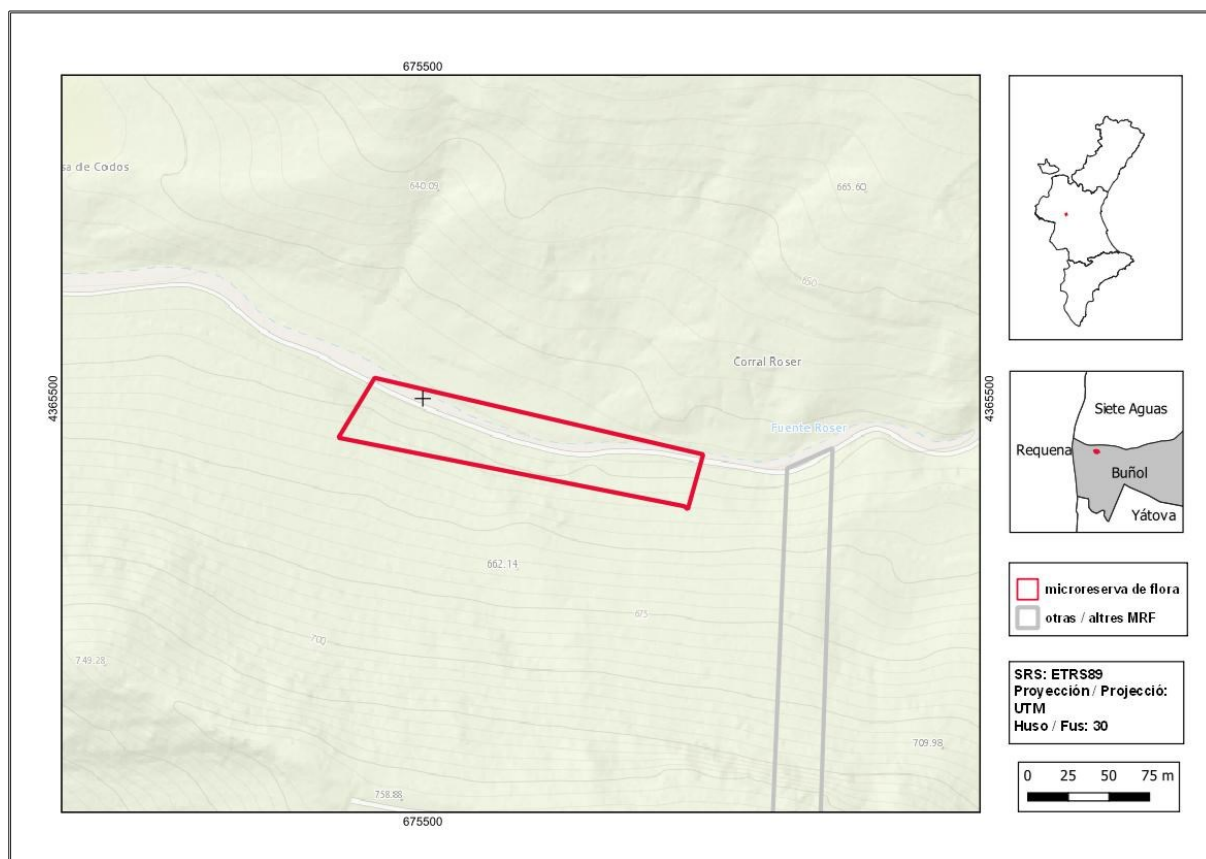 675500
sa de Codos
640.09
665.60
650
Corral Roser
4365500
4365500
Fuente Roser
662.14
675
700
749.28
709.98
758.88
675500
Siete Aguas
Requena
Buñol
Yátova
microreserva de flora
otras / altres MRF
SRS: ETRS89
Proyección / Projecció:
UTM
Huso / Fus: 30
0 25 50 75 m